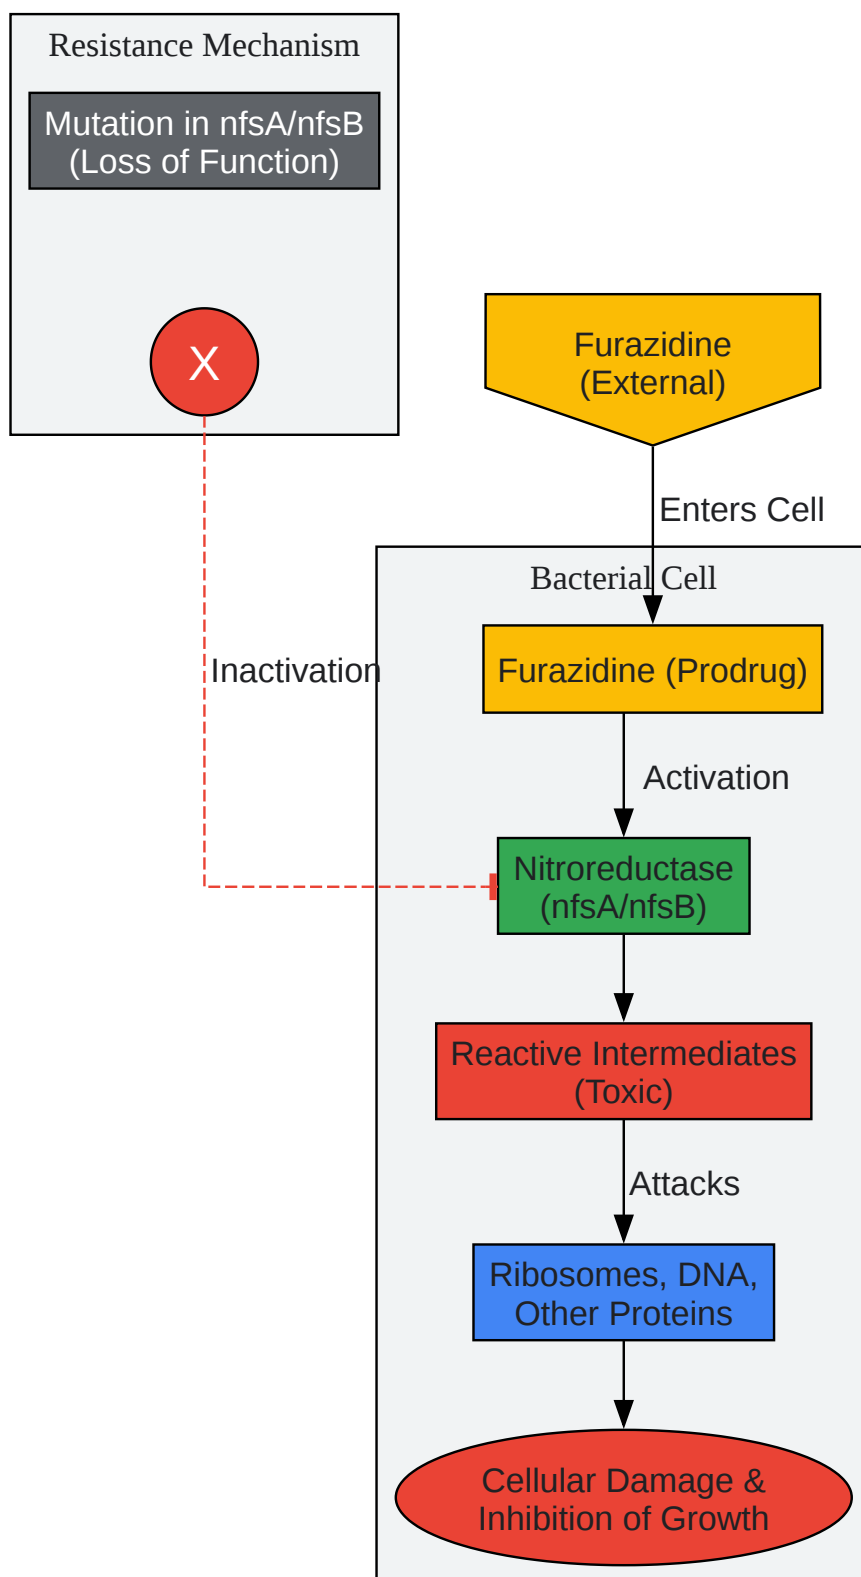 Resistance Mechanism
Mutation in nfsA/nfsB
(Loss of Function)
X
Furazidine
(External)
Enters Cell
Bacterial Cell
Inactivation
Furazidine (Prodrug)
Activation
Nitroreductase
(nfsA/nfsB)
Reactive Intermediates
(Toxic)
Attacks
Ribosomes, DNA,
Other Proteins
Cellular Damage &
Inhibition of Growth